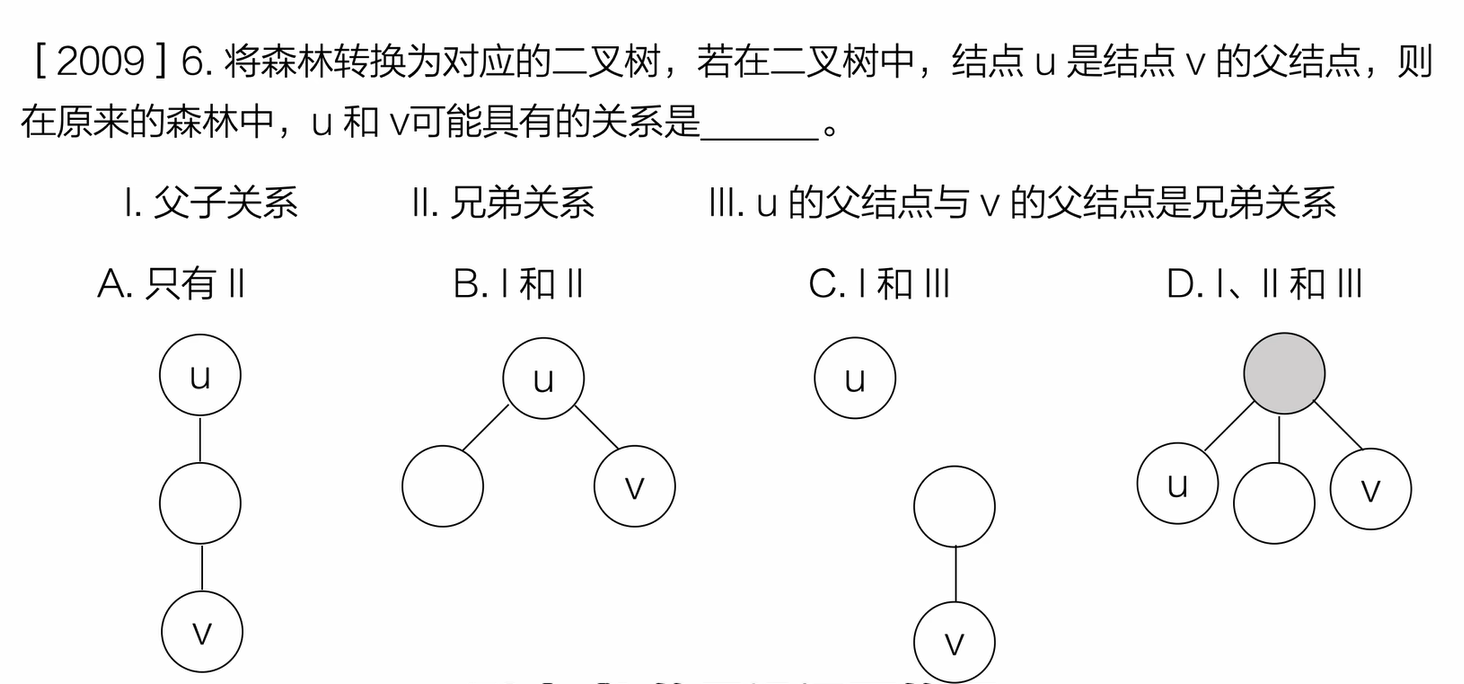 [ 2009 ] 6. 将森林转换为对应的二叉树，若在二叉树中，结点 u 是结点 v 的父结点，则
在原来的森林中，u 和 v可能具有的关系是______。
I. 父子关系 II. 兄弟关系 III. u 的父结点与 v 的父结点是兄弟关系
A. 只有 II B. I 和 II C. I 和 III D. I、II 和 III
u u u
u v
v
v v